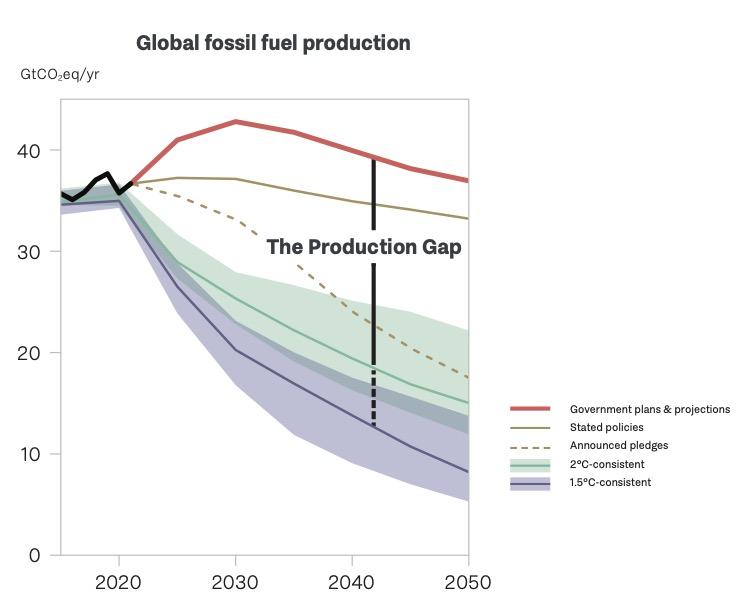 Global fossil fuel production
GtCO₂eq/yr
40
30
20
10
0
2020
2030
2040
2050
The Production Gap
Government plans & projections
Stated policies
Announced pledges
2°C-consistent
1.5°C-consistent